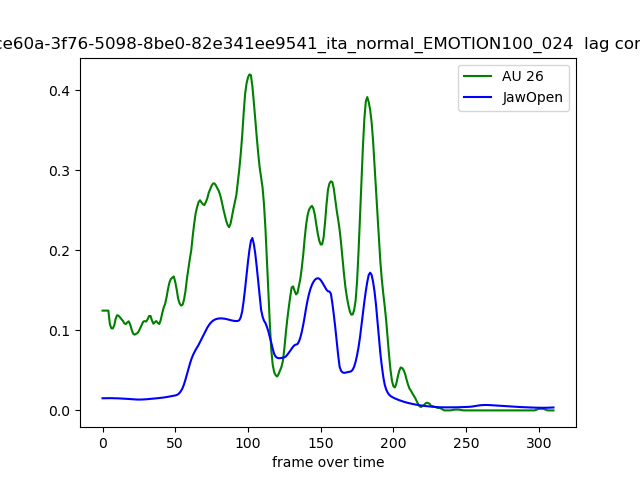 ce60a-3f76-5098-8be0-82e341ee9541_ita_normal_EMOTION100_024 lag cor
AU 26
JawOpen
0.4
0.3
0.2
0.1
0.0
0 50 100 150 200 250 300
frame over time